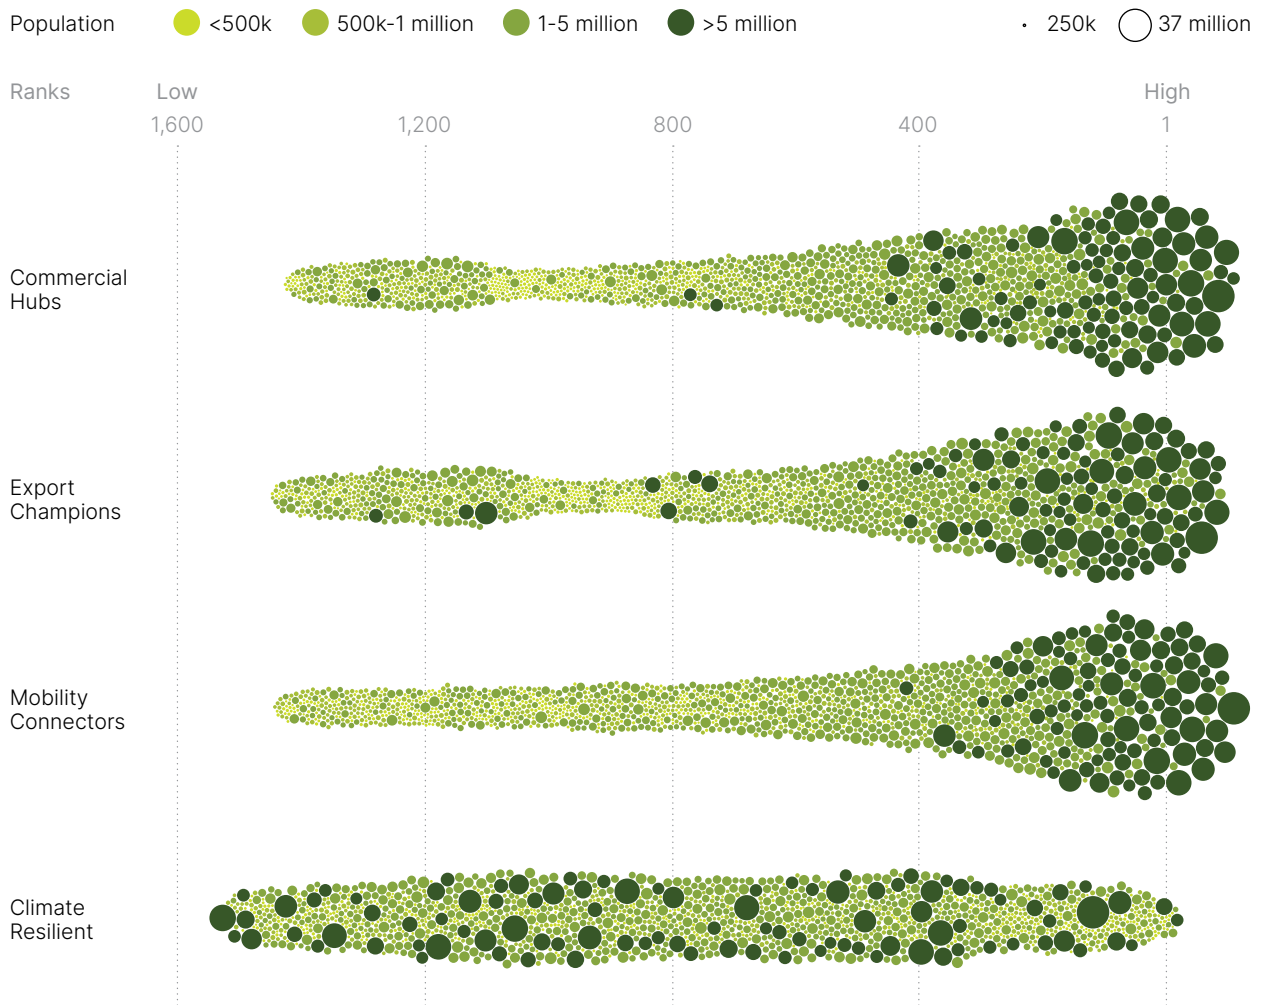 Population <500k 500k-1 million 1-5 million >5 million 250k 37 million
Ranks Low High
1,600 1,200 800 400 1
Commercial
Hubs
Export
Champions
Mobility
Connectors
Climate
Resilient